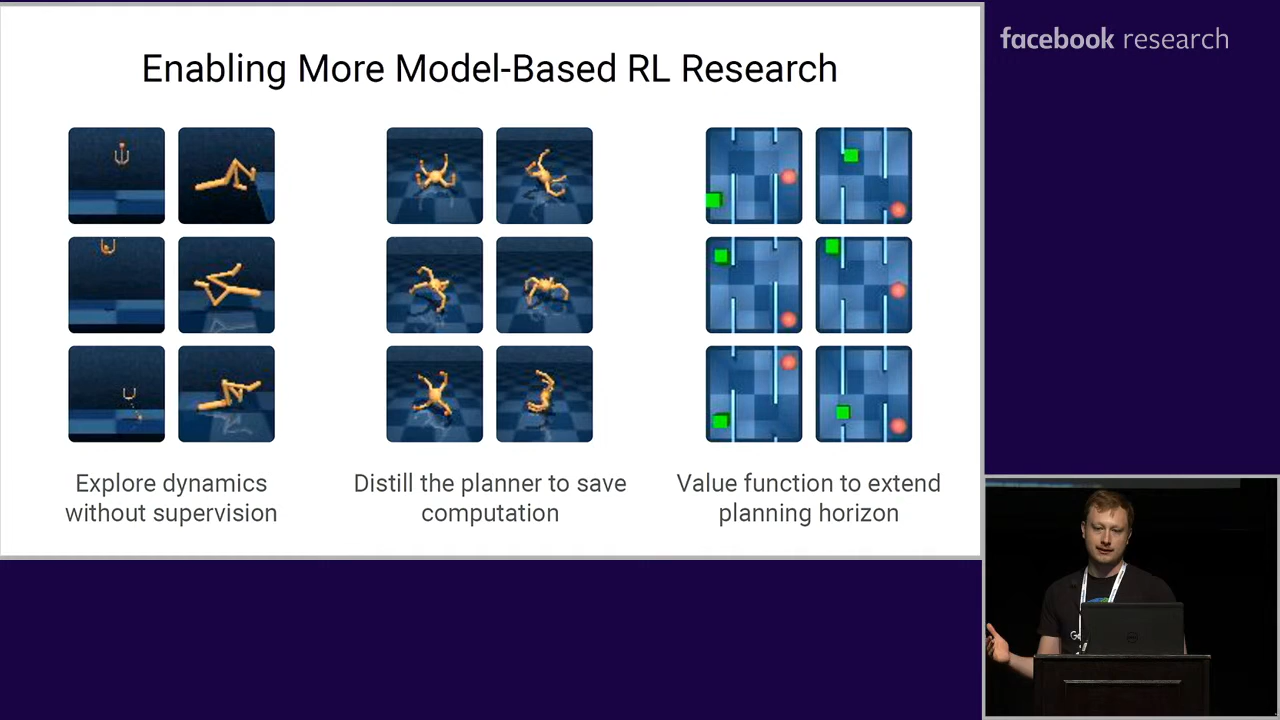 facebook research
Enabling More Model-Based RL Research
Explore dynamics
without supervision
Distill the planner to save
computation
Value function to extend
planning horizon